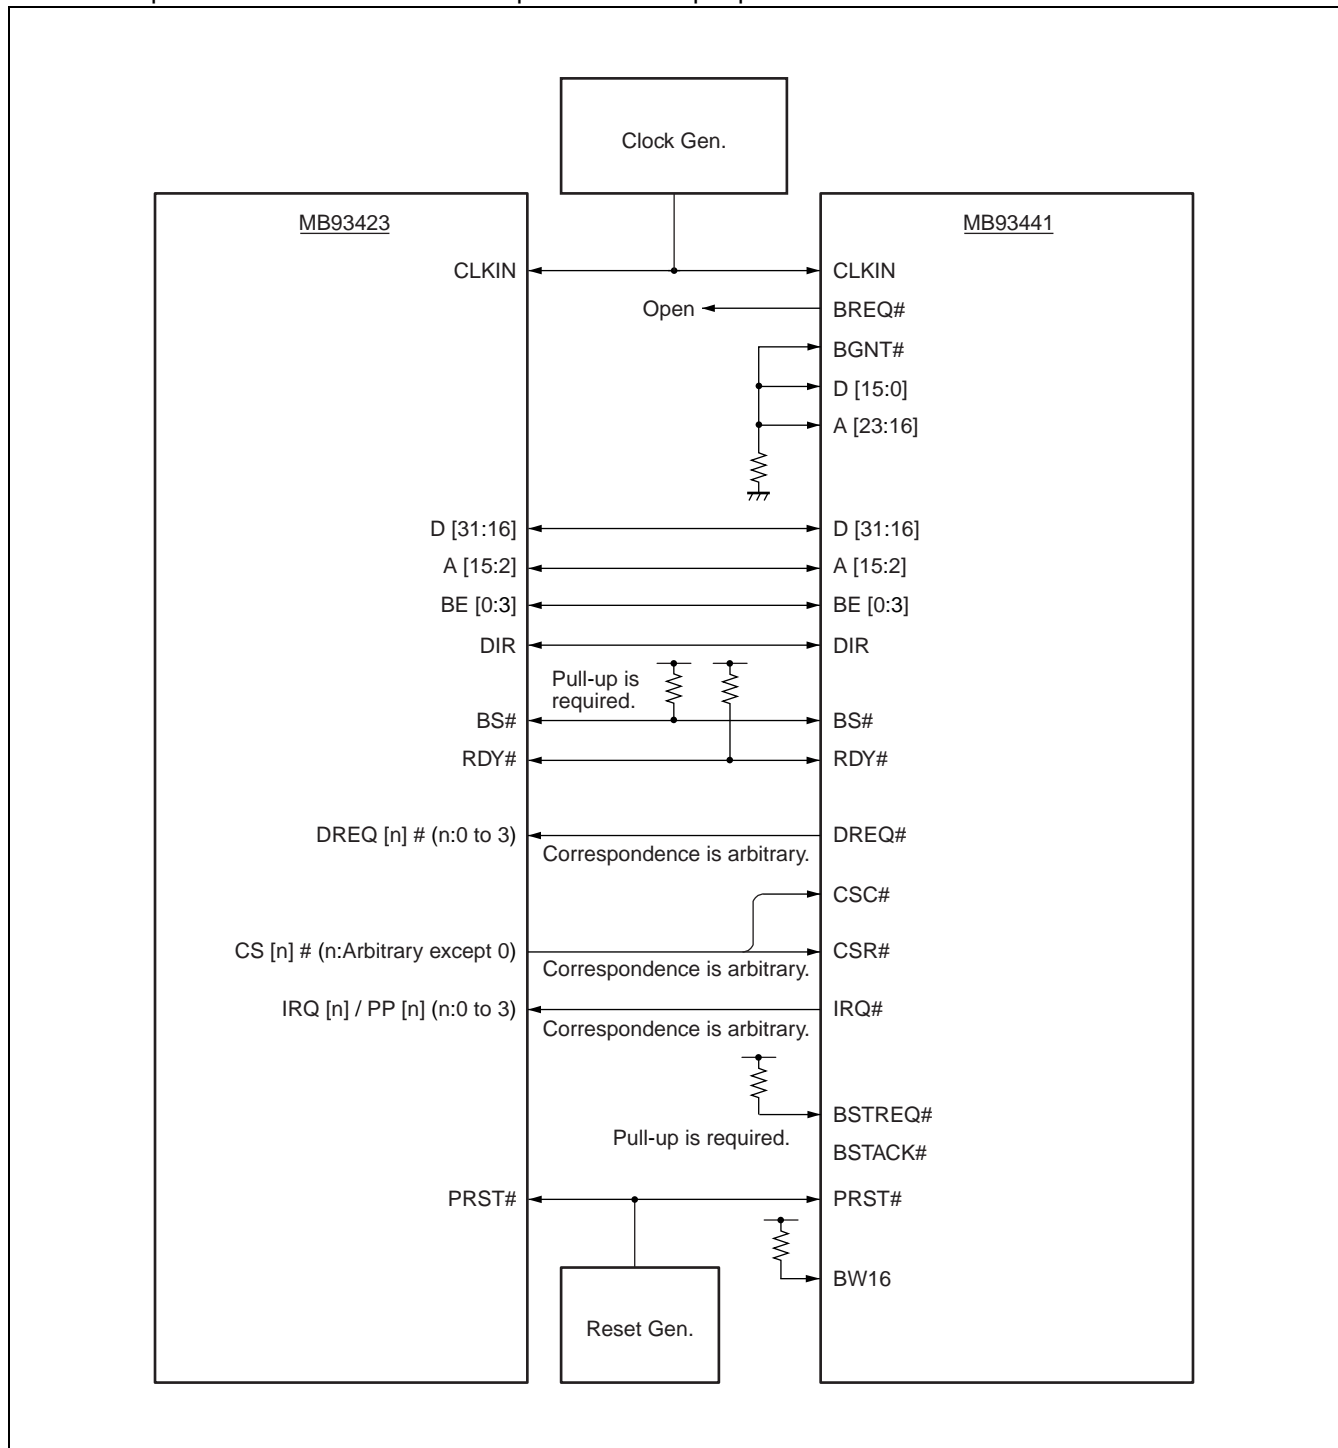 Clock Gen.
MB93423
MB93441
CLKIN
CLKIN
Open
BREQ#
BGNT#
D [15:0]
A [23:16]
D [31:16]
D [31:16]
A [15:2]
A [15:2]
BE [0:3]
BE [0:3]
DIR
DIR
Pull-up is
required.
BS#
BS#
RDY#
RDY#
DREQ [n] # (n:0 to 3)
DREQ#
Correspondence is arbitrary.
CSC#
CS [n] # (n:Arbitrary except 0)
CSR#
Correspondence is arbitrary.
IRQ [n] / PP [n] (n:0 to 3)
IRQ#
Correspondence is arbitrary.
BSTREQ#
Pull-up is required.
BSTACK#
PRST#
PRST#
BW16
Reset Gen.